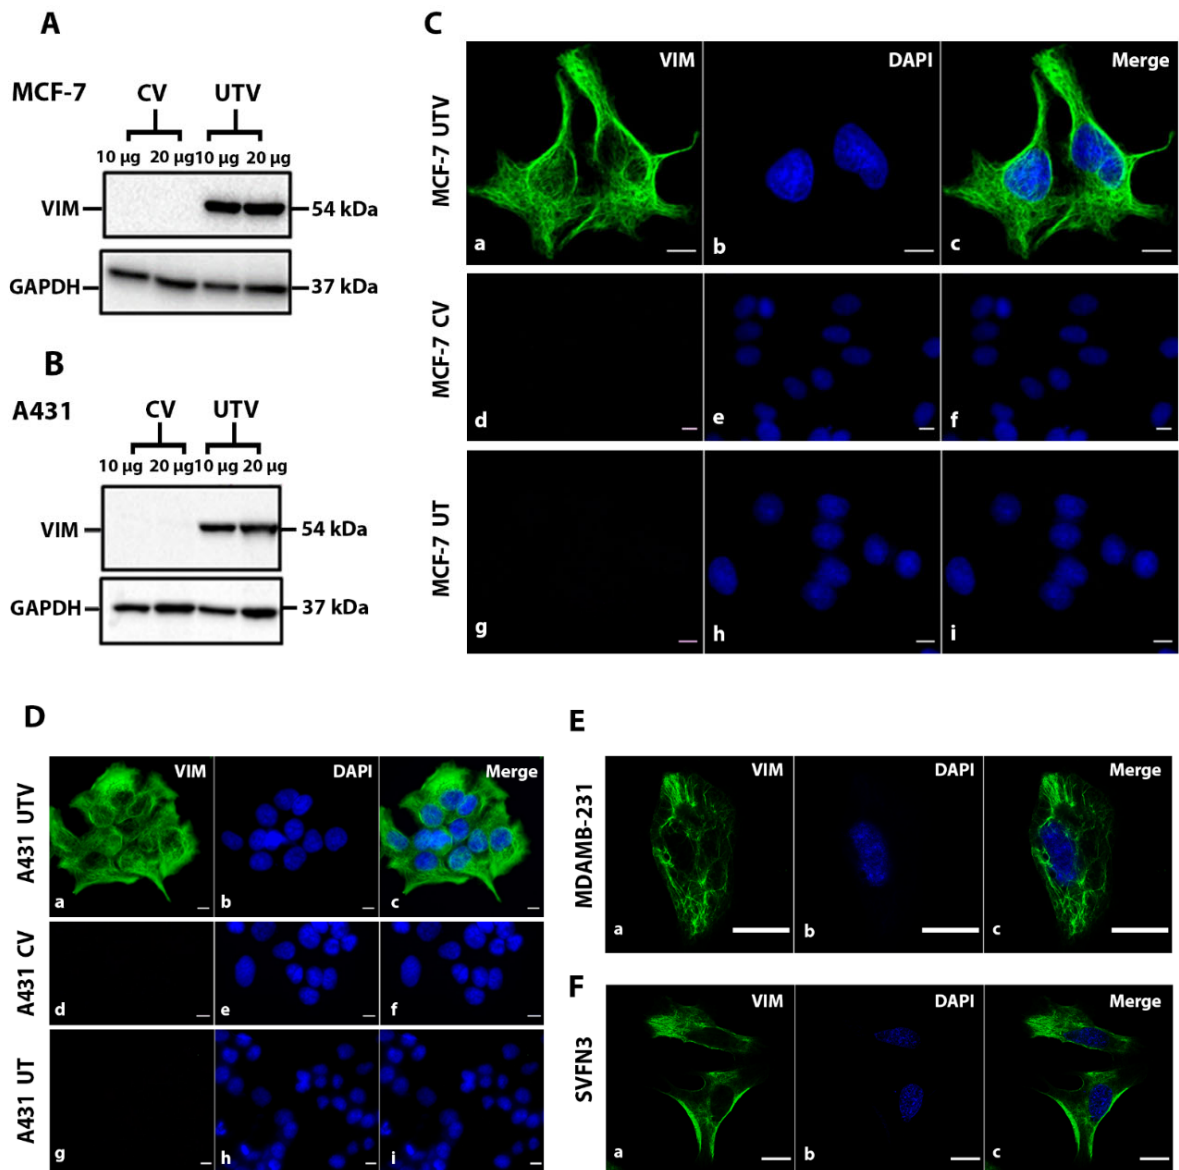 A
MCF-7 CV UTV
10 µg 20 µg 10 µg 20 µg
VIM 54 kDa
GAPDH 37 kDa
B
A431 CV UTV
10 µg 20 µg 10 µg 20 µg
VIM 54 kDa
GAPDH 37 kDa
C
MCF-7 UTV
VIM DAPI Merge
a b c
MCF-7 CV
d e f
MCF-7 UT
g h i
D
A431 UTV
VIM DAPI Merge
a b c
A431 CV
d e f
A431 UT
g h i
E
MDAMB-231
VIM DAPI Merge
a b c
F
SVFN3
VIM DAPI Merge
a b c